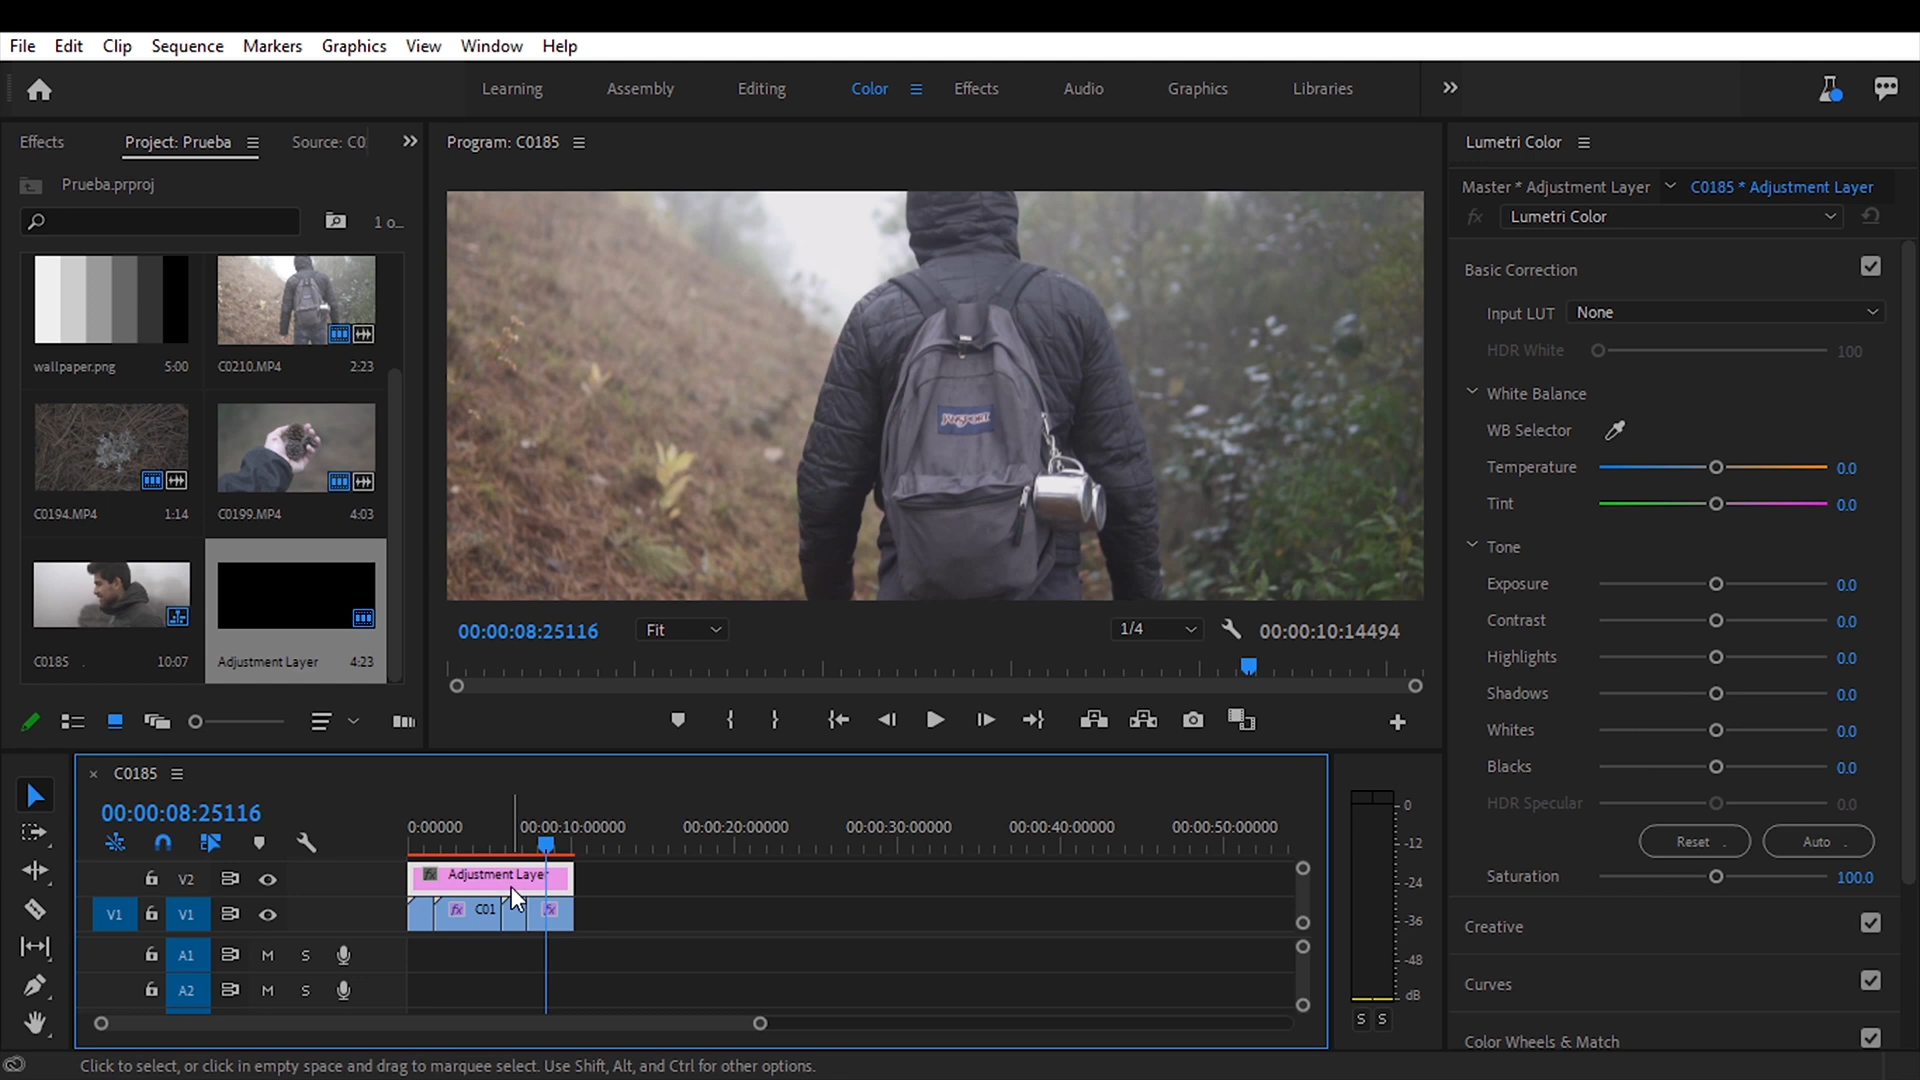 File Edit Clip Sequence Markers Graphics View Window Help
Learning Assembly Editing Color Effects Audio Graphics Libraries
Effects Project: Prueba Source: C0
Prueba.prproj
1 o...
wallpaper.png 5:00
C0210.MP4 2:23
C0194.MP4 1:14
C0199.MP4 4:03
C0185 . 10:07
Adjustment Layer 4:23
Program: C0185
JANSPORT
00:00:08:25116 Fit 1/4 00:00:10:14494
Lumetri Color
Master * Adjustment Layer C0185 * Adjustment Layer
fx Lumetri Color
Basic Correction
Input LUT None
HDR White 100
White Balance
WB Selector
Temperature 0.0
Tint 0.0
Tone
Exposure 0.0
Contrast 0.0
Highlights 0.0
Shadows 0.0
Whites 0.0
Blacks 0.0
HDR Specular 0.0
Reset . Auto .
Saturation 100.0
Creative
Curves
Color Wheels & Match
× C0185
00:00:08:25116
0:00000 00:00:10:00000 00:00:20:00000 00:00:30:00000 00:00:40:00000 00:00:50:00000
V2 fx Adjustment Layer
V1 V1 fx C01 fx
A1 M S
A2 M S
0
-12
-24
-36
-48
dB
S S
Click to select, or click in empty space and drag to marquee select. Use Shift, Alt, and Ctrl for other options.